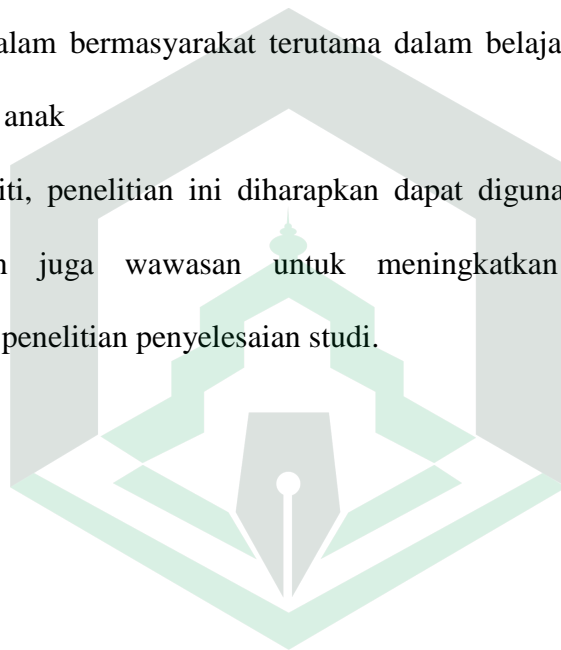 alam bermasyarakat terutama dalam belaja
anak
iti, penelitian ini diharapkan dapat diguna
juga wawasan untuk meningkatkan
penelitian penyelesaian studi.